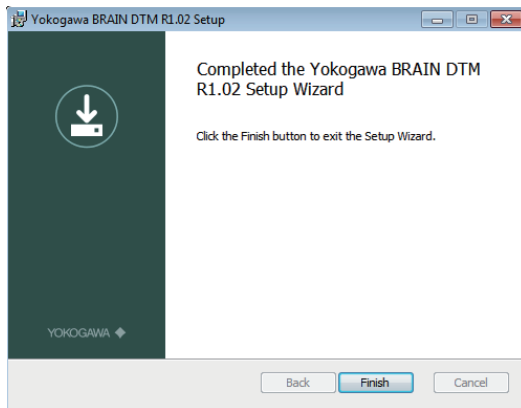 Yokogawa BRAIN DTM R1.02 Setup
Completed the Yokogawa BRAIN DTM
R1.02 Setup Wizard
Click the Finish button to exit the Setup Wizard.
YOKOGAWA
Back
Finish
Cancel